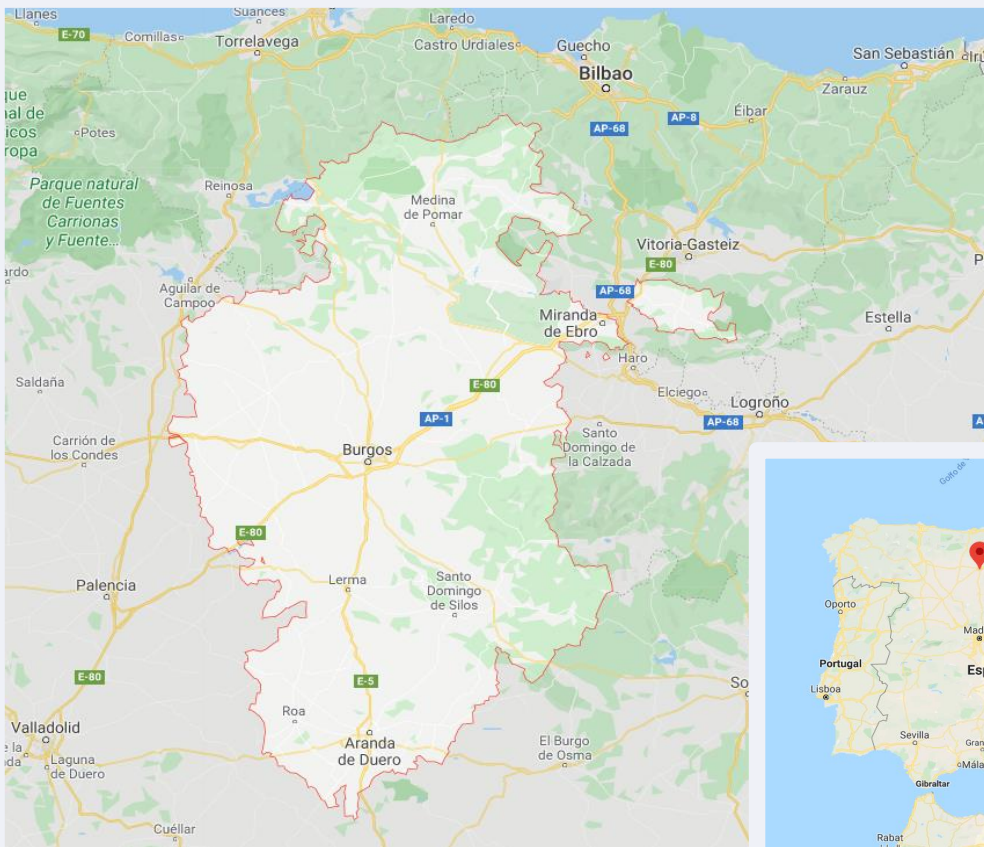 Llanes
Suances
E-70
Comillas
Torrelavega
Laredo
Castro Urdiales
Guecho
Bilbao
San Sebastián
Zarauz
Éibar
AP-8
AP-68
Potes
Parque natural
de Fuentes
Carrionas
y Fuente...
Reinosa
Medina
de Pomar
Vitoria-Gasteiz
E-80
Aguilar de
Campoo
AP-68
Miranda
de Ebro
Estella
Haro
Saldaña
E-80
Elciego
Logroño
AP-1
AP-68
Carrión de
los Condes
Burgos
Santo
Domingo de
la Calzada
E-80
Palencia
Lerma
Santo
Domingo
de Silos
E-80
E-5
Roa
Valladolid
Aranda
de Duero
El Burgo
de Osma
Laguna
de Duero
Cuéllar
Golfo de
Oporto
Portugal
Lisboa
Sevilla
Gibraltar
Rabat